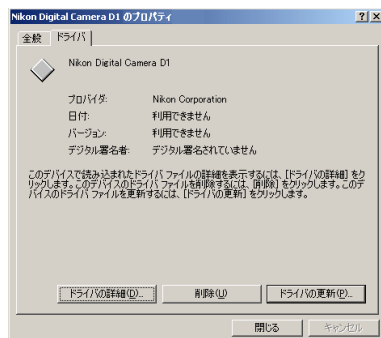 Nikon Digital Camera D1 のプロパティ
全般 ドライバ
Nikon Digital Camera D1
プロバイダ: Nikon Corporation
日付: 利用できません
バージョン: 利用できません
デジタル署名者: デジタル署名されていません
このデバイスで読み込まれたドライバ ファイルの詳細を表示するには、[ドライバの詳細] をク
リックします。このデバイスのドライバ ファイルを削除するには、[削除] をクリックします。このデ
バイスのドライバ ファイルを更新するには、[ドライバの更新] をクリックします。
ドライバの詳細(D)... 削除(U) ドライバの更新(P)...
閉じる キャンセル